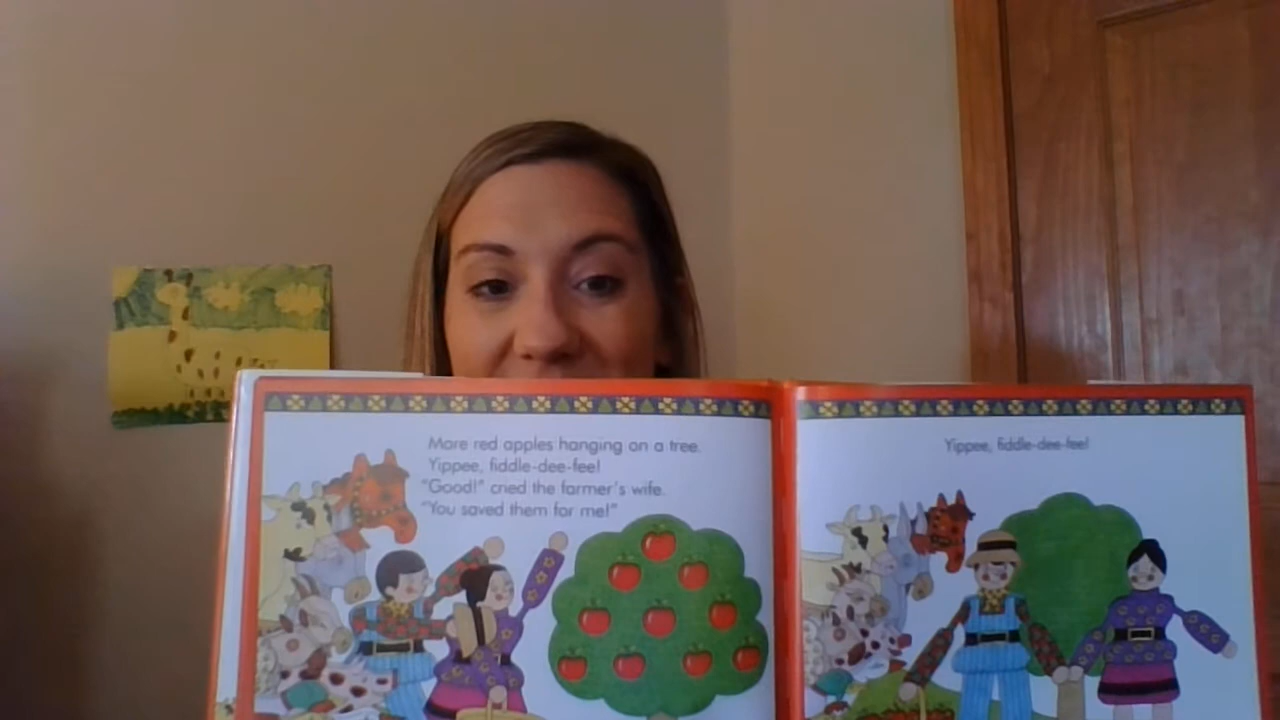 More red apples hanging on a tree.
Yippee, fiddle-dee-fee!
"Good!" cried the farmer's wife.
"You saved them for me!"
Yippee, fiddle-dee-fee!